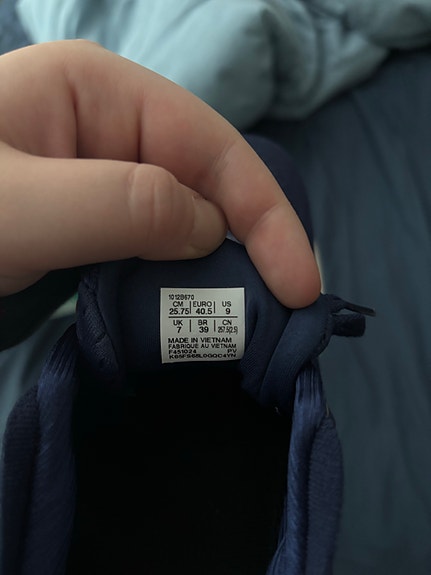 1012B670
CM EURO US
25.75 40.5 9
UK BR CN
7 39 257.5(2.5)
MADE IN VIETNAM
FABRIQUE AU VIETNAM
F451024 PV